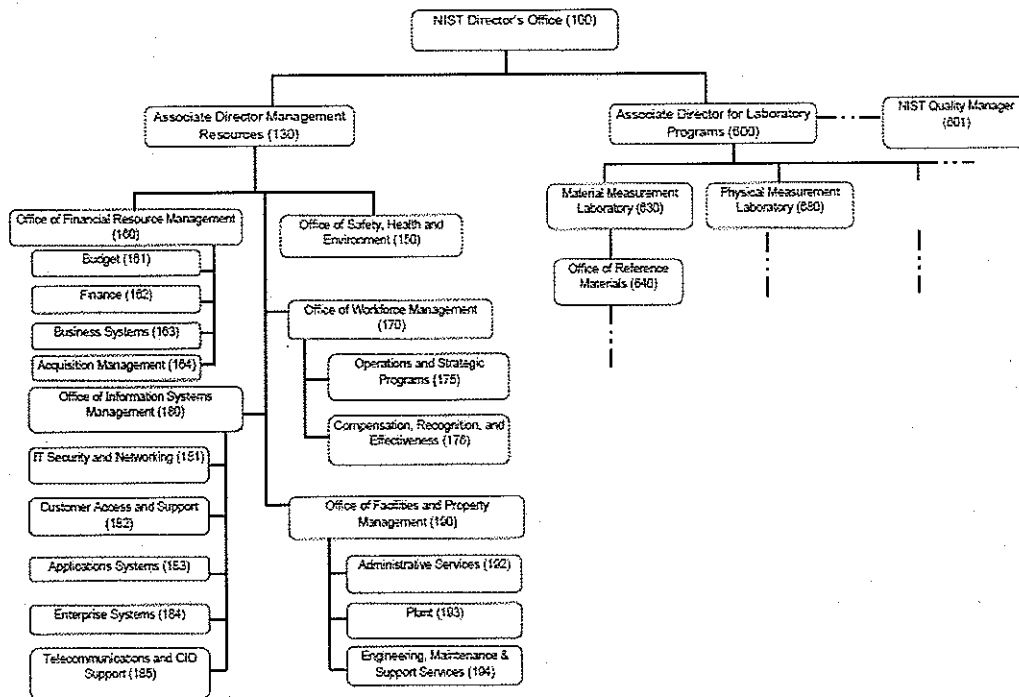 NIST Director's Office (100)
Associate Director Management
Resources (130)
Associate Director for Laboratory
Programs (600)
NIST Quality Manager
(601)
Office of Financial Resource Management
(160)
Budget (161)
Finance (162)
Business Systems (163)
Acquisition Management (164)
Office of Information Systems
Management (180)
IT Security and Networking (181)
Customer Access and Support
(182)
Applications Systems (183)
Enterprise Systems (184)
Telecommunications and CIO
Support (185)
Office of Safety, Health and
Environment (150)
Office of Workforce Management
(170)
Operations and Strategic
Programs (175)
Compensation, Recognition, and
Effectiveness (176)
Office of Facilities and Property
Management (190)
Administrative Services (192)
Plant (193)
Engineering, Maintenance &
Support Services (194)
Material Measurement
Laboratory (630)
Physical Measurement
Laboratory (680)
Office of Reference
Materials (640)